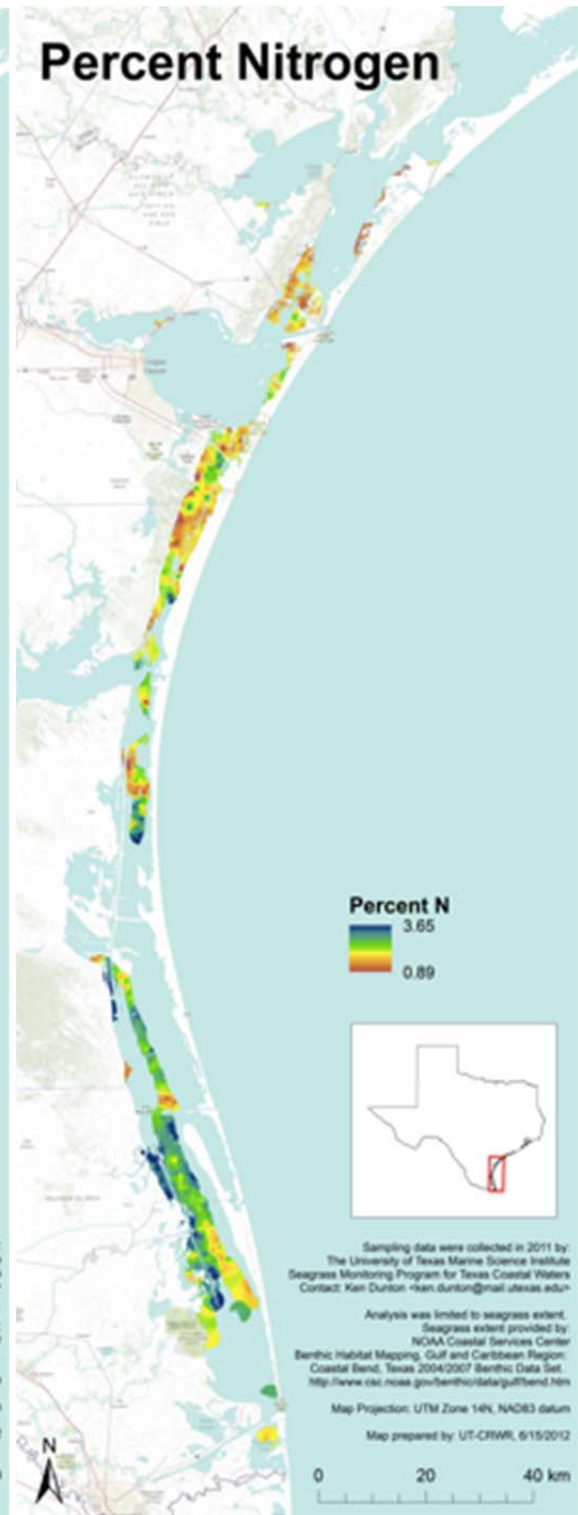 Percent Nitrogen
Percent N
3.65
0.89
Sampling data were collected in 2011 by:
The University of Texas Marine Science Institute
Seagrass Monitoring Program for Texas Coastal Waters
Contact: Ken Dunton <ken.dunton@mail.utexas.edu>
Analysis was limited to seagrass extent.
Seagrass extent provided by:
NOAA Coastal Services Center
Benthic Habitat Mapping, Gulf and Caribbean Region:
Coastal Bend, Texas 2004/2007 Benthic Data Set.
http://www.csc.noaa.gov/benthic/data/gulf/bend.htm
Map Projection: UTM Zone 14N, NAD83 datum
Map prepared by: UT-CRWR, 6/15/2012
N
0 20 40 km